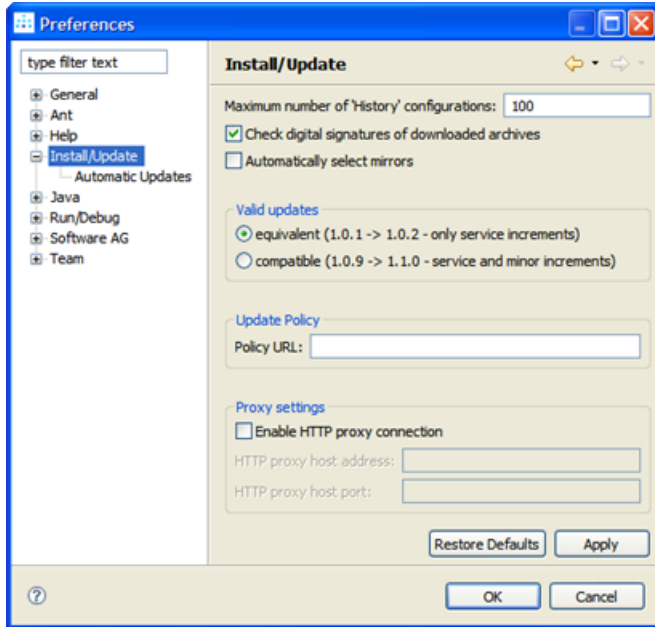 Preferences
type filter text
General
Ant
Help
Install/Update
Automatic Updates
Java
Run/Debug
Software AG
Team
Install/Update
Maximum number of 'History' configurations: 100
Check digital signatures of downloaded archives
Automatically select mirrors
Valid updates
equivalent (1.0.1 -> 1.0.2 - only service increments)
compatible (1.0.9 -> 1.1.0 - service and minor increments)
Update Policy
Policy URL:
Proxy settings
Enable HTTP proxy connection
HTTP proxy host address:
HTTP proxy host port:
Restore Defaults Apply
? OK Cancel